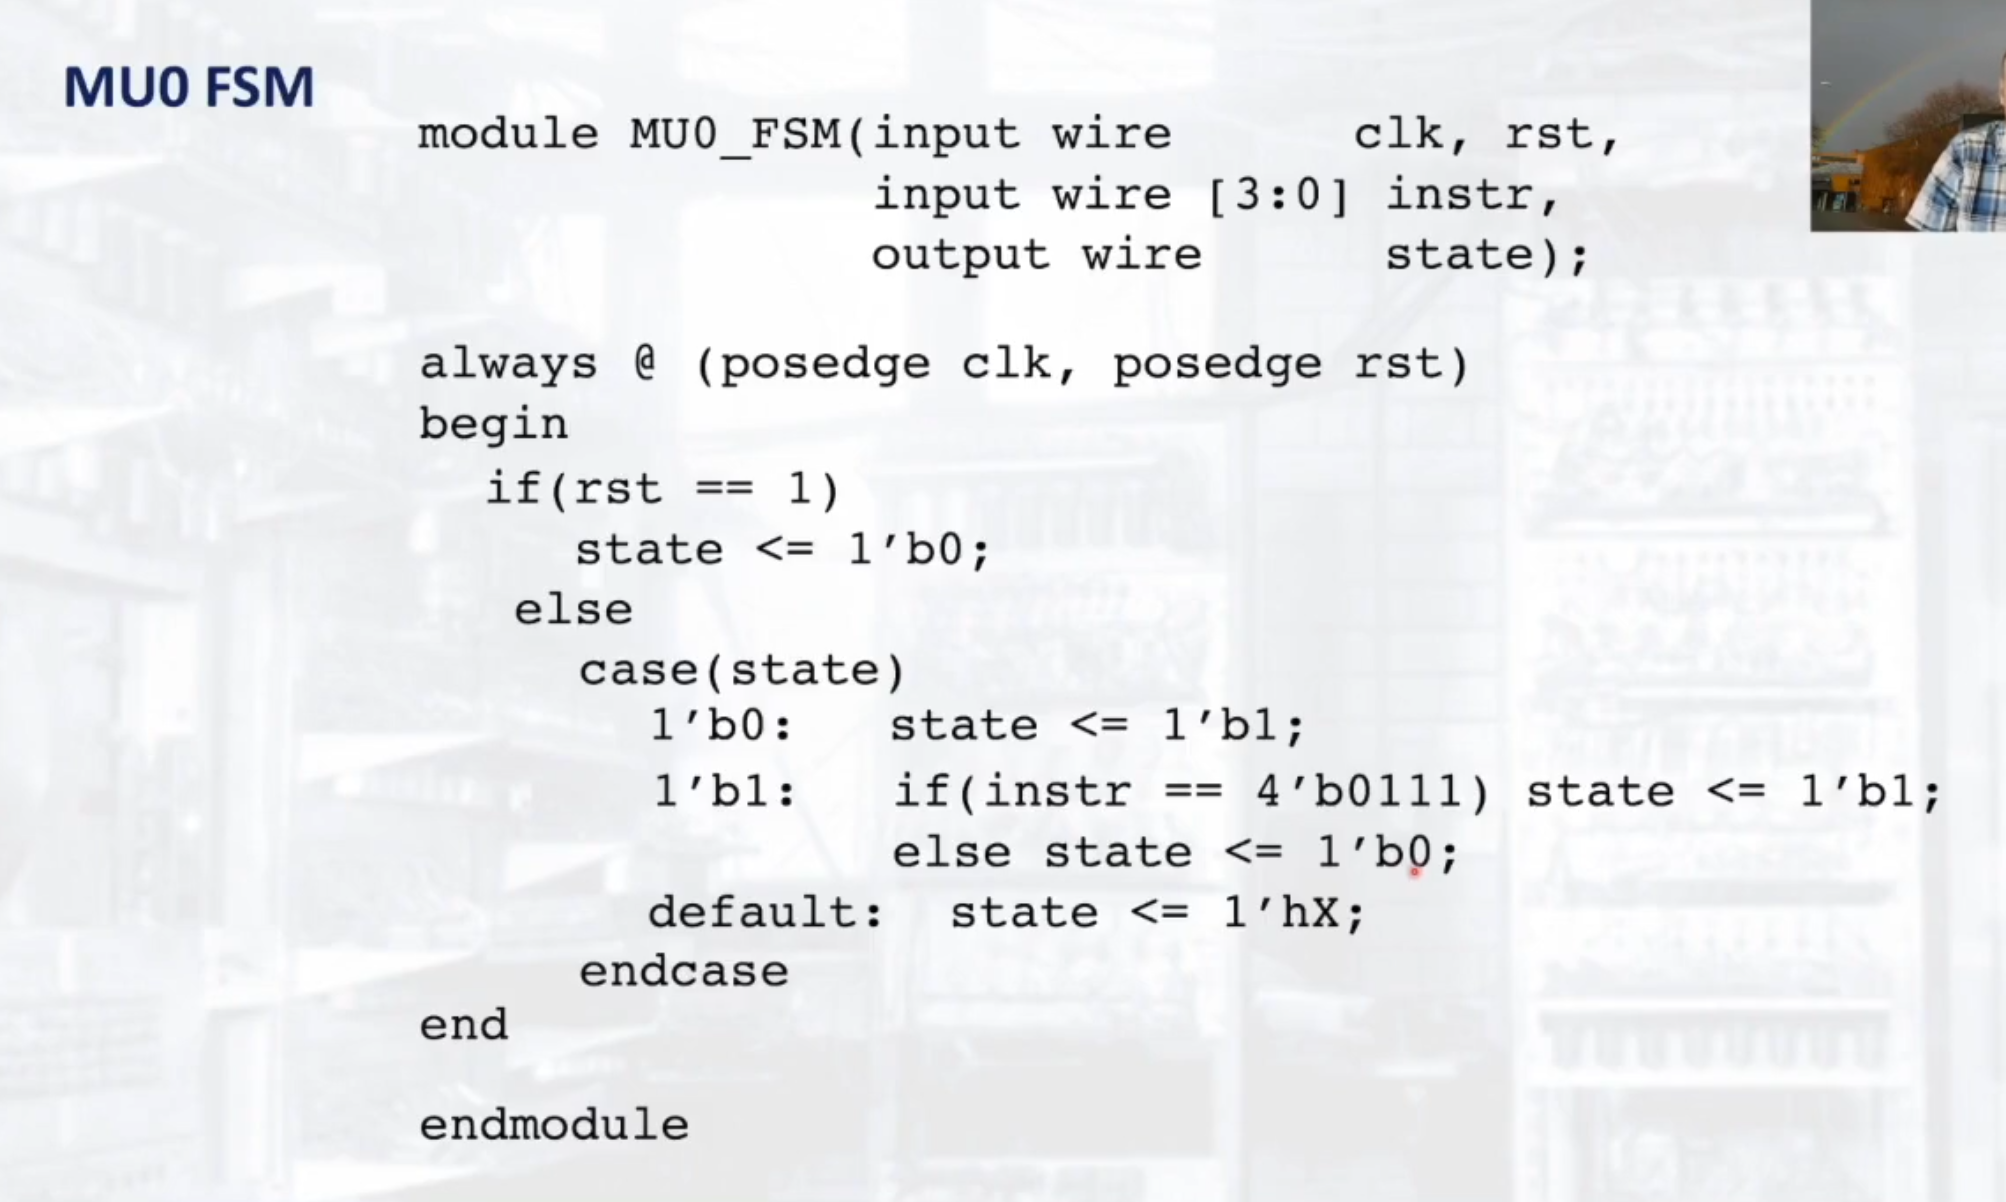 MU0 FSM
module MU0_FSM(input wire clk, rst,
input wire [3:0] instr,
output wire state);
always @ (posedge clk, posedge rst)
begin
if(rst == 1)
state <= 1′b0;
else
case(state)
1′b0: state <= 1′b1;
1′b1: if(instr == 4′b0111) state <= 1′b1;
else state <= 1′b0;
default: state <= 1′hX;
endcase
end
endmodule